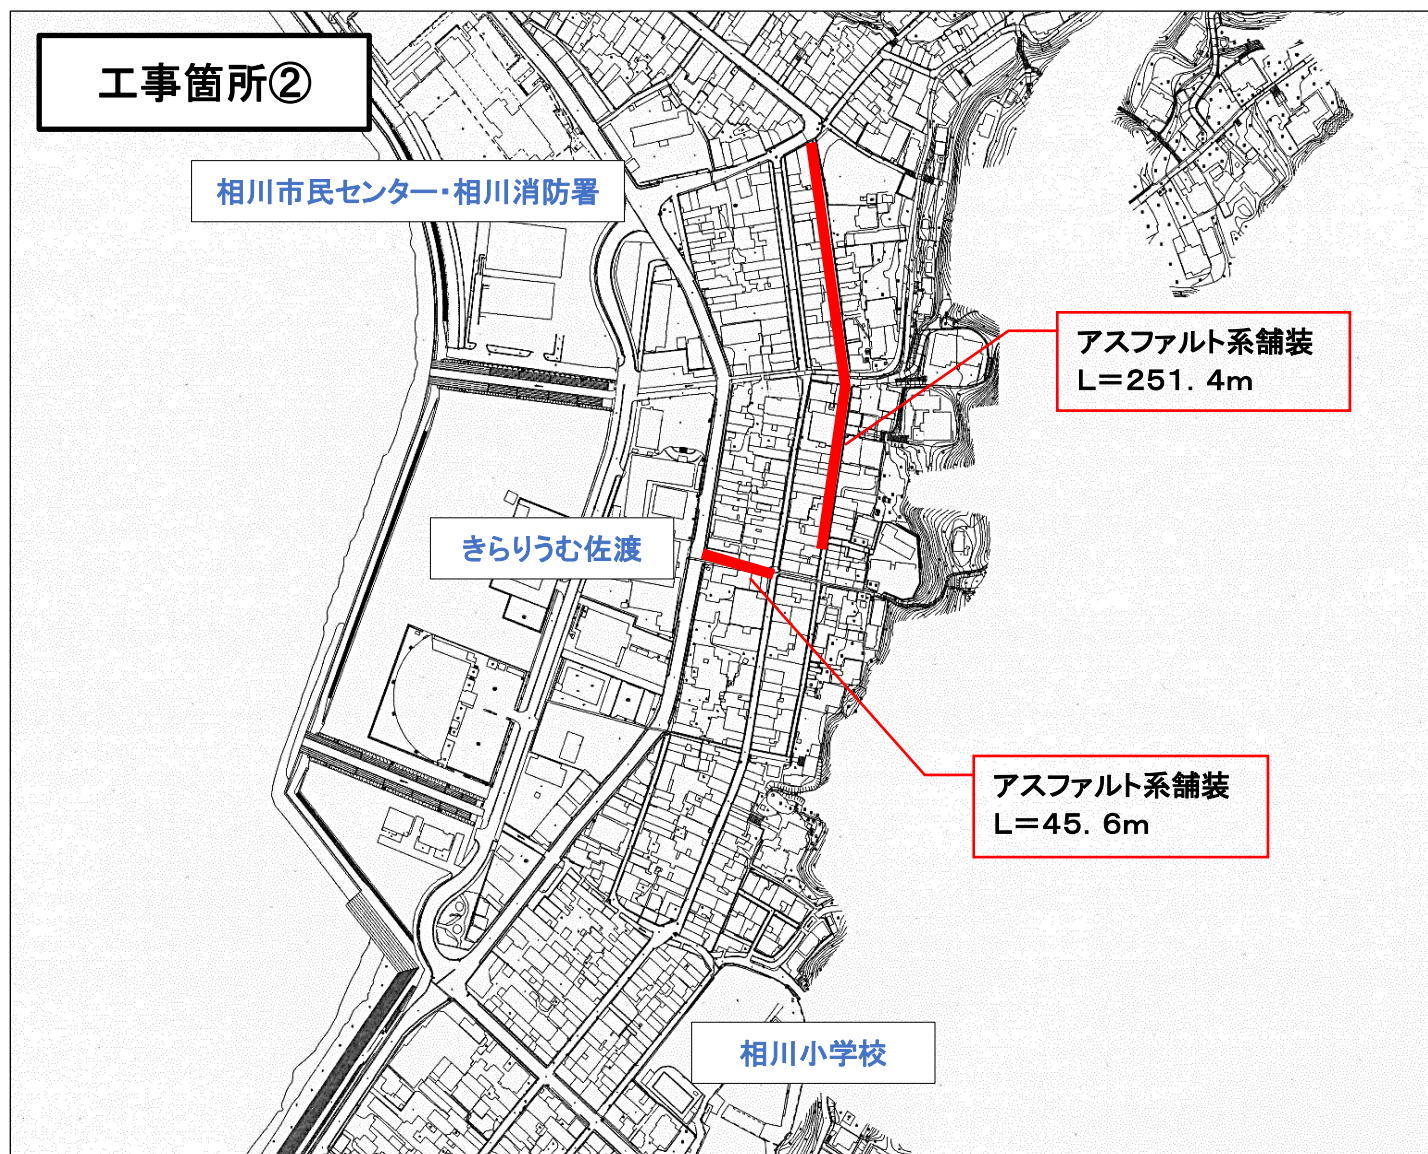 工事箇所②
相川市民センター・相川消防署
アスファルト系舗装
L＝251．4m
きらりうむ佐渡
アスファルト系舗装
L＝45．6m
相川小学校